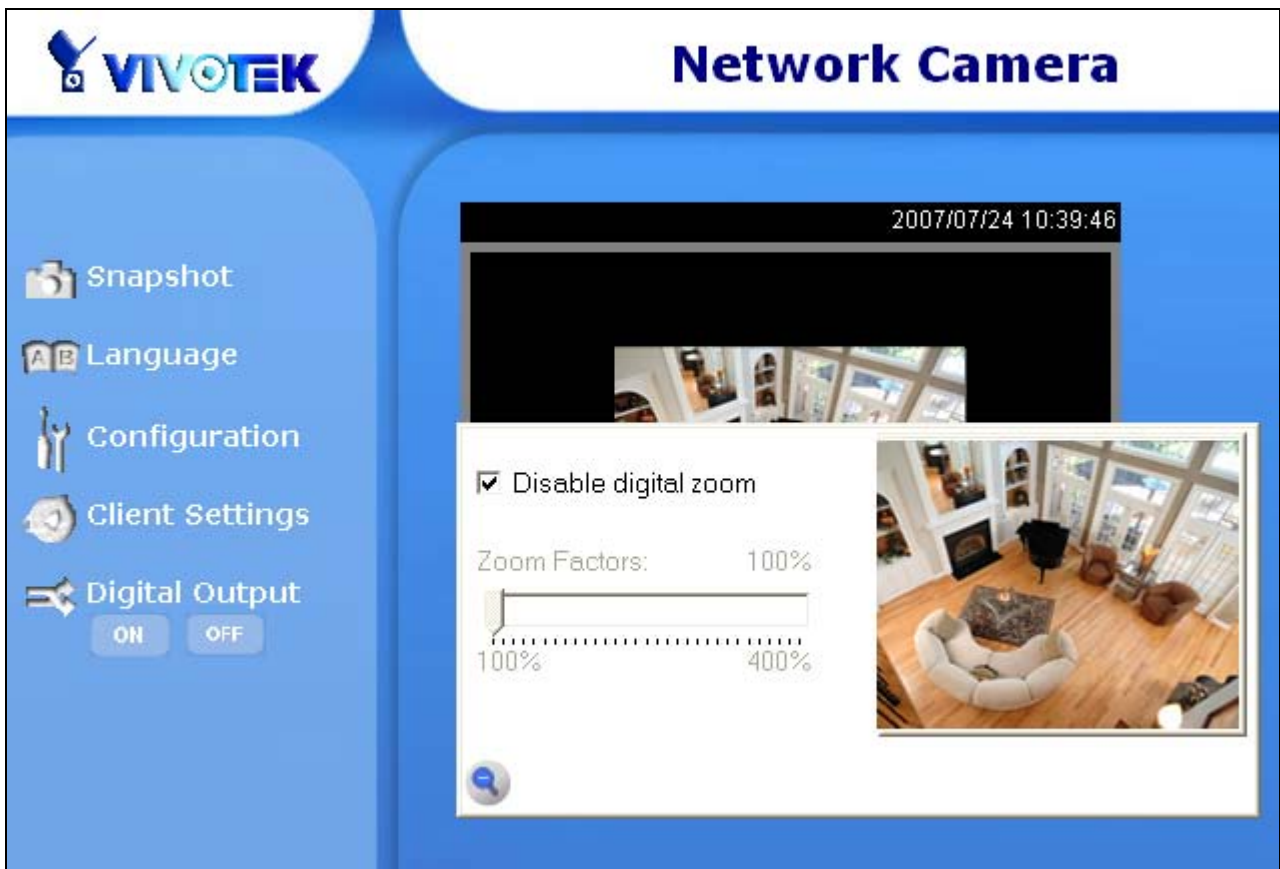 VIVOTEK
Network Camera
2007/07/24 10:39:46
Snapshot
A B Language
Configuration
Client Settings
Digital Output
ON OFF
Disable digital zoom
Zoom Factors: 100%
100% 400%